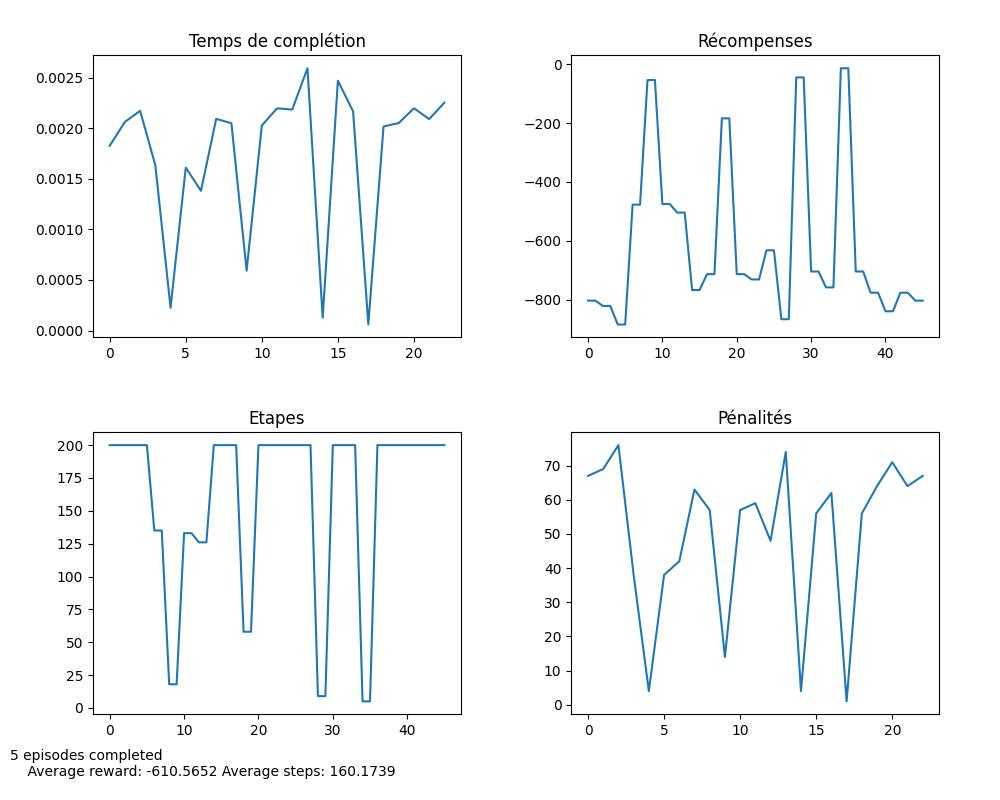 Temps de complétion
0.0025
0.0020
0.0015
0.0010
0.0005
0.0000
0 5 10 15 20
Récompenses
0
−200
−400
−600
−800
0 10 20 30 40
Etapes
200
175
150
125
100
75
50
25
0
0 10 20 30 40
Pénalités
70
60
50
40
30
20
10
0
0 5 10 15 20
5 episodes completed
Average reward: -610.5652 Average steps: 160.1739